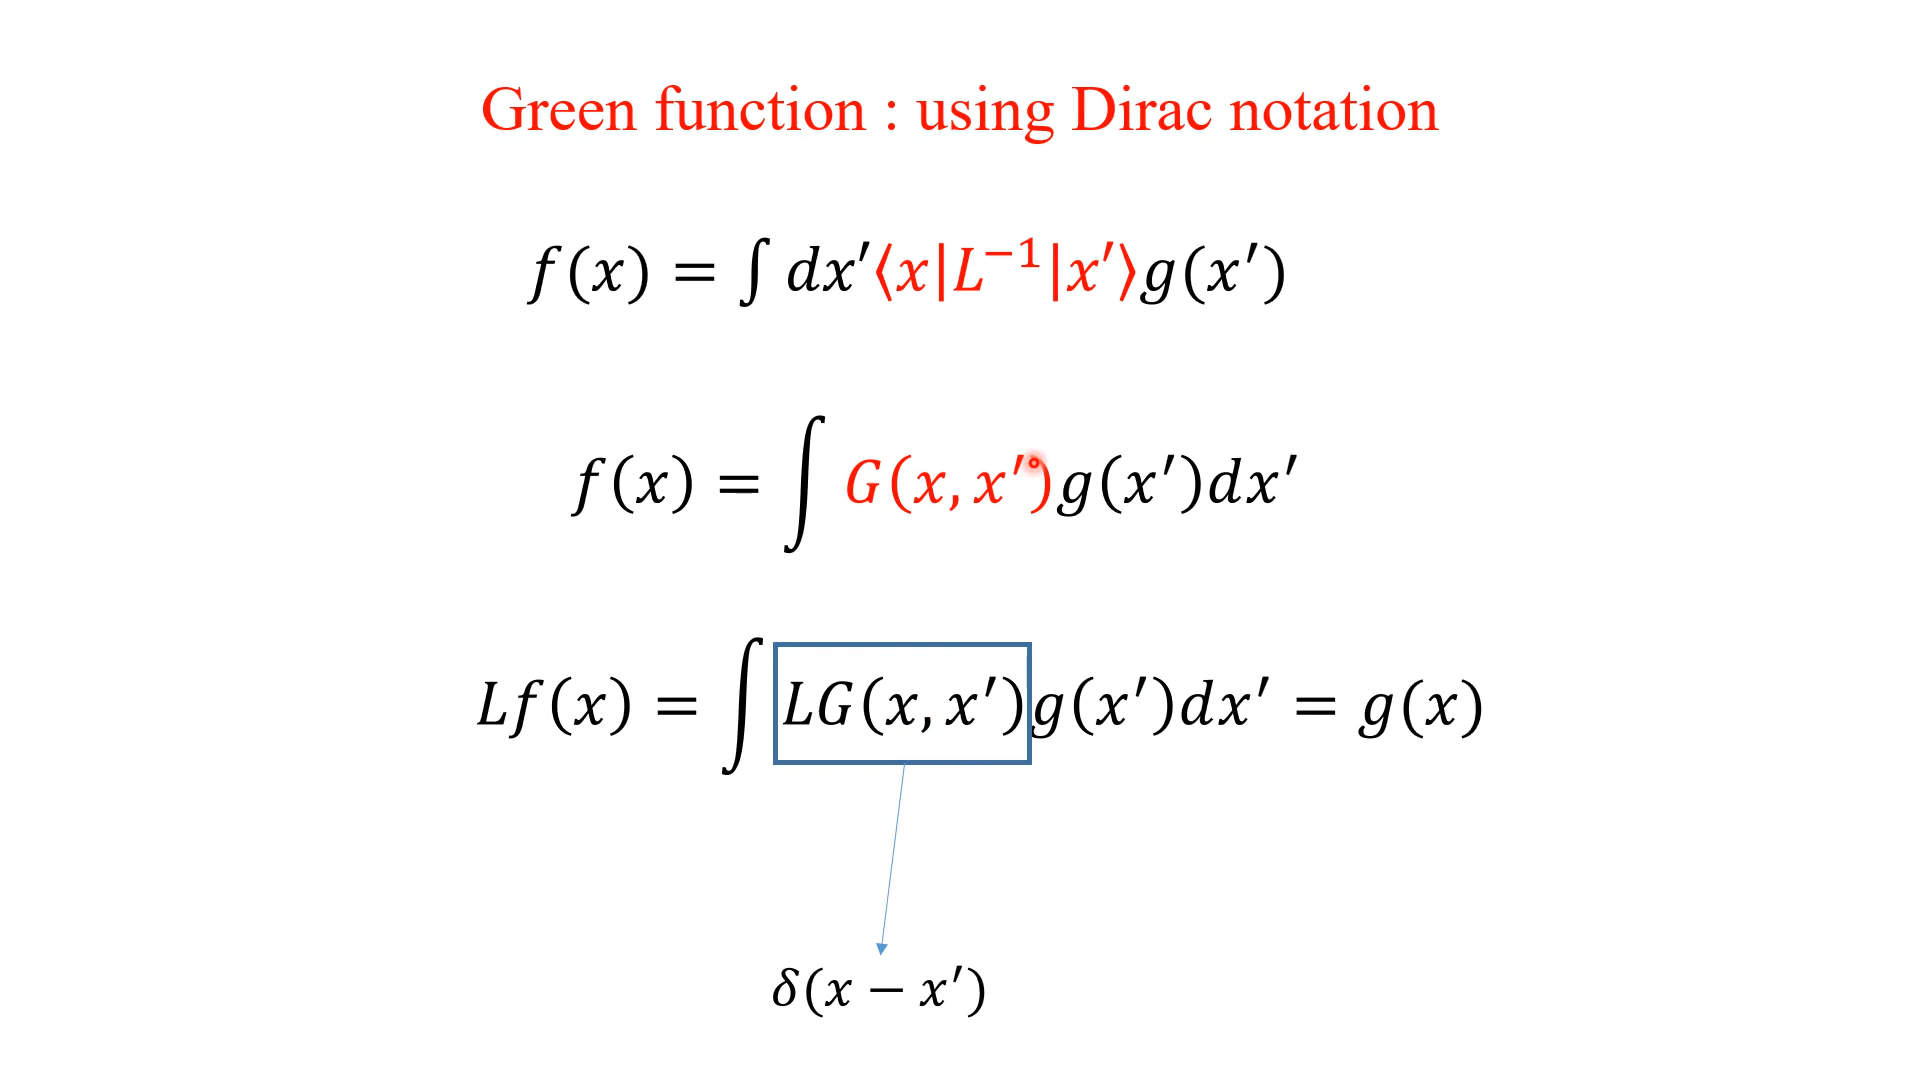 Green function : using Dirac notation
f(x) = ∫ dx′⟨x|L⁻¹|x′⟩g(x′)
f(x) = ∫ G(x, x′)g(x′)dx′
Lf(x) = ∫ LG(x, x′)g(x′)dx′ = g(x)
δ(x − x′)